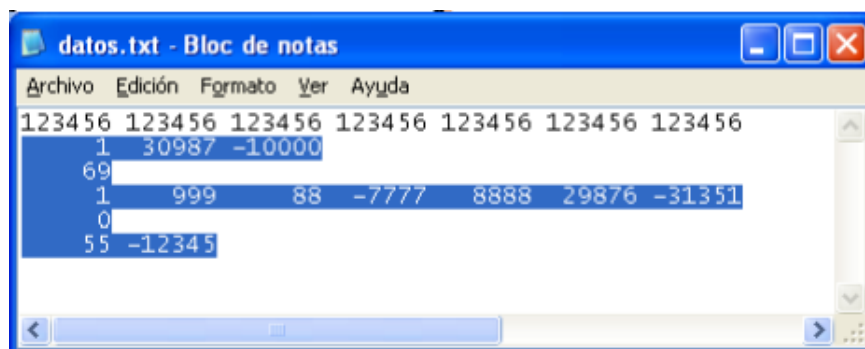 datos.txt - Bloc de notas
Archivo Edición Formato Ver Ayuda
123456 123456 123456 123456 123456 123456 123456
1 30987 -10000
69
1 999 88 -7777 8888 29876 -31351
0
55 -12345